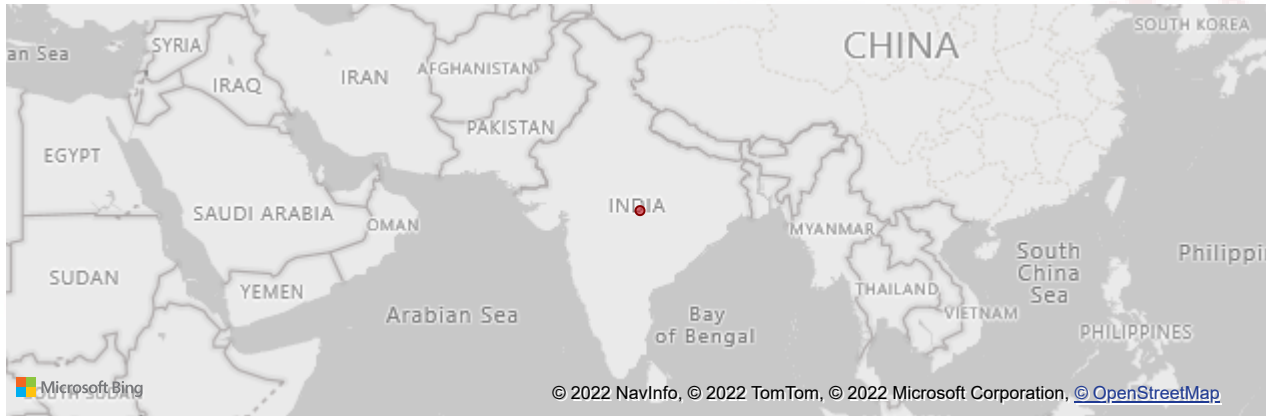 SOUTH KOREA
CHINA
SYRIA
an Sea
IRAQ
IRAN
AFGHANISTAN
PAKISTAN
EGYPT
INDIA
SAUDI ARABIA
OMAN
MYANMAR
South
China
Sea
Philippi
SUDAN
YEMEN
THAILAND
VIETNAM
Arabian Sea
Bay
of Bengal
PHILIPPINES
Microsoft Bing
SOUTH SUDAN
© 2022 NavInfo, © 2022 TomTom, © 2022 Microsoft Corporation, © OpenStreetMap